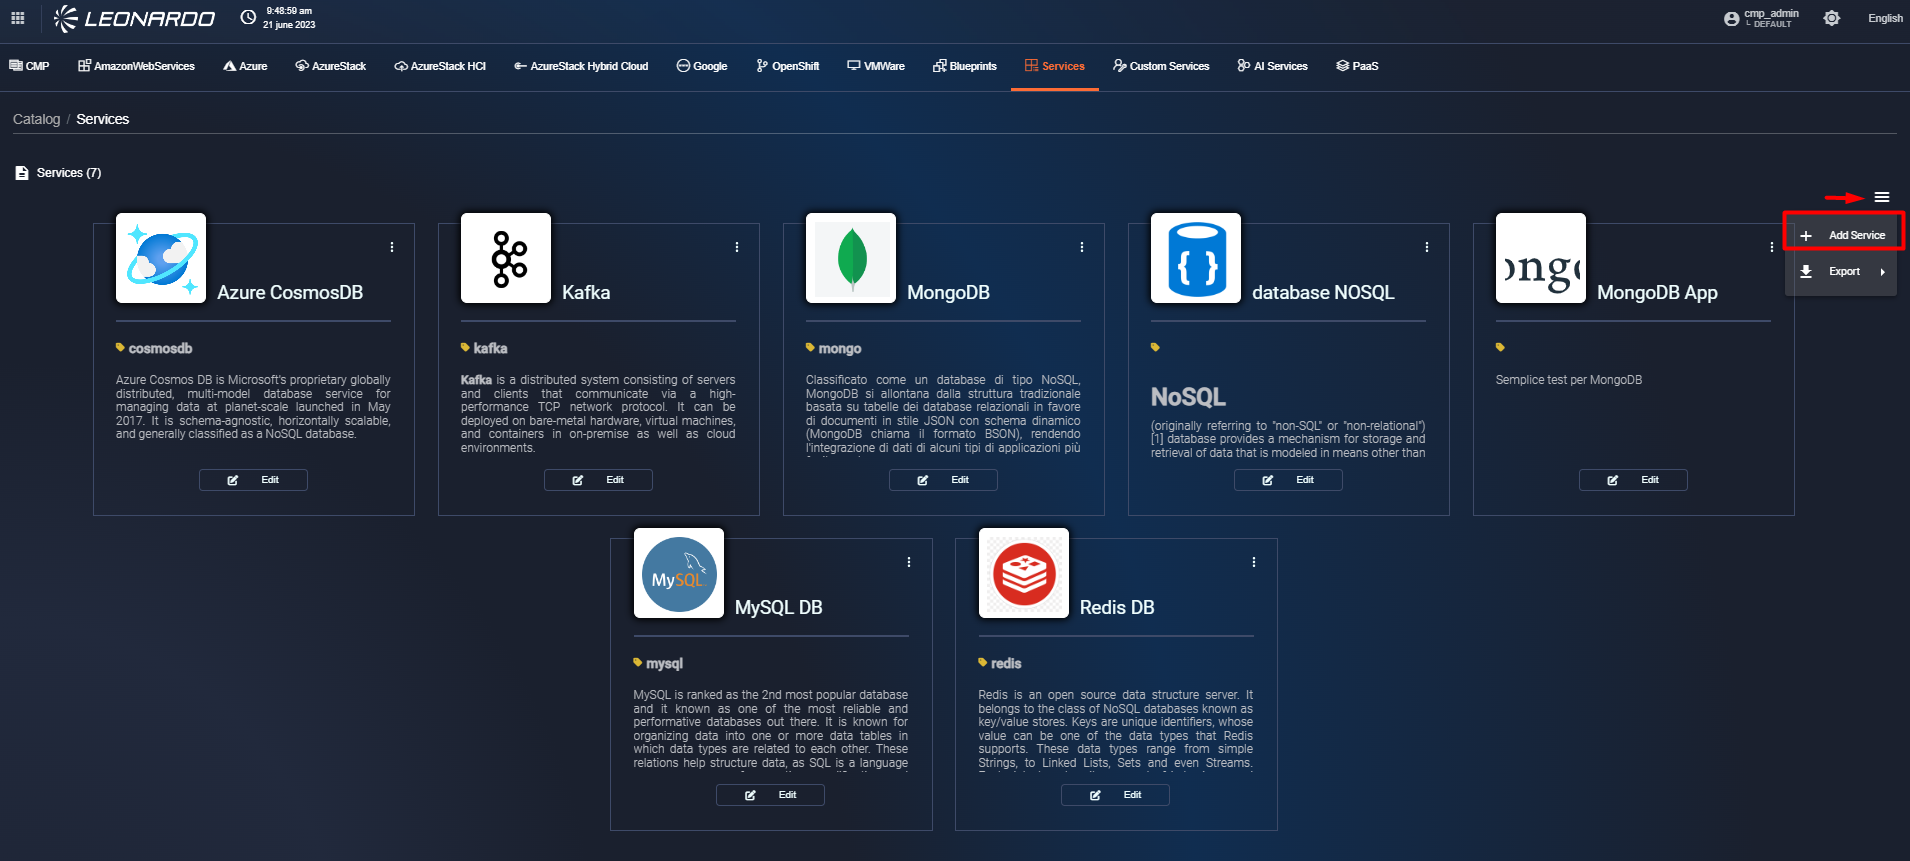 LEONARDO
9:48:59 am
21 june 2023
cmp_admin
└ DEFAULT
English
CMP
AmazonWebServices
Azure
AzureStack
AzureStack HCI
AzureStack Hybrid Cloud
Google
OpenShift
VMWare
Blueprints
Services
Custom Services
AI Services
PaaS
Catalog / Services
Services (7)
Add Service
Export
Azure CosmosDB
cosmosdb
Azure Cosmos DB is Microsoft's proprietary globally
distributed, multi-model database service for
managing data at planet-scale launched in May
2017. It is schema-agnostic, horizontally scalable,
and generally classified as a NoSQL database.
Edit
Kafka
kafka
Kafka is a distributed system consisting of servers
and clients that communicate via a high-
performance TCP network protocol. It can be
deployed on bare-metal hardware, virtual machines,
and containers in on-premise as well as cloud
environments.
Edit
MongoDB
mongo
Classificato come un database di tipo NoSQL,
MongoDB si allontana dalla struttura tradizionale
basata su tabelle dei database relazionali in favore
di documenti in stile JSON con schema dinamico
(MongoDB chiama il formato BSON), rendendo
l'integrazione di dati di alcuni tipi di applicazioni più
Edit
database NOSQL
NoSQL
(originally referring to "non-SQL" or "non-relational")
[1] database provides a mechanism for storage and
retrieval of data that is modeled in means other than
Edit
ongo
MongoDB App
Semplice test per MongoDB
Edit
MySQL
MySQL DB
mysql
MySQL is ranked as the 2nd most popular database
and it known as one of the most reliable and
performative databases out there. It is known for
organizing data into one or more data tables in
which data types are related to each other. These
relations help structure data, as SQL is a language
Edit
Redis DB
redis
Redis is an open source data structure server. It
belongs to the class of NoSQL databases known as
key/value stores. Keys are unique identifiers, whose
value can be one of the data types that Redis
supports. These data types range from simple
Strings, to Linked Lists, Sets and even Streams.
Edit